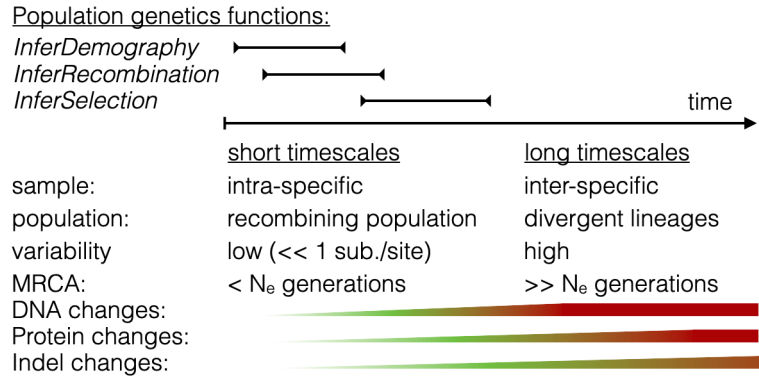 Population genetics functions:
InferDemography
InferRecombination
InferSelection
time
short timescales long timescales
sample: intra-specific inter-specific
population: recombining population divergent lineages
variability low (<< 1 sub./site) high
MRCA: < Ne generations >> Ne generations
DNA changes:
Protein changes:
Indel changes: